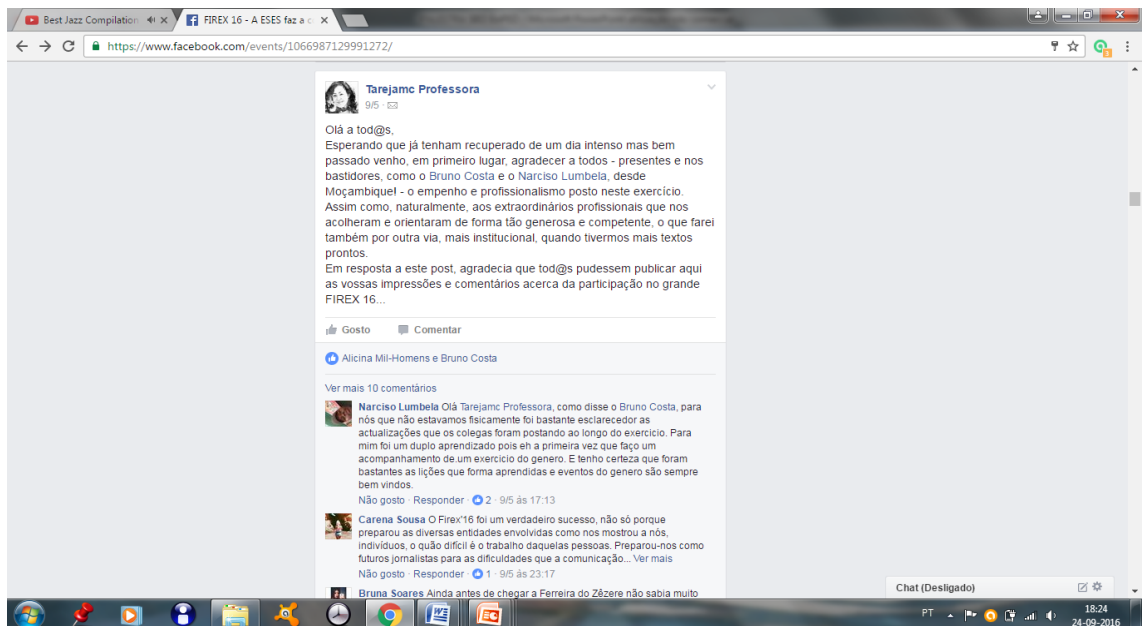 Best Jazz Compilation
FIREX 16 - A ESES faz a c
https://www.facebook.com/events/1066987129991272/
Tarejamc Professora
9/5 ·
Olá a tod@s,
Esperando que já tenham recuperado de um dia intenso mas bem
passado venho, em primeiro lugar, agradecer a todos - presentes e nos
bastidores, como o Bruno Costa e o Narciso Lumbela, desde
Moçambique! - o empenho e profissionalismo posto neste exercício.
Assim como, naturalmente, aos extraordinários profissionais que nos
acolheram e orientaram de forma tão generosa e competente, o que farei
também por outra via, mais institucional, quando tivermos mais textos
prontos.
Em resposta a este post, agradecia que tod@s pudessem publicar aqui
as vossas impressões e comentários acerca da participação no grande
FIREX 16...
Gosto Comentar
Alicina Mil-Homens e Bruno Costa
Ver mais 10 comentários
Narciso Lumbela Olá Tarejamc Professora, como disse o Bruno Costa, para
nós que não estavamos fisicamente foi bastante esclarecedor as
actualizações que os colegas foram postando ao longo do exercicio. Para
mim foi um duplo aprendizado pois eh a primeira vez que faço um
acompanhamento de.um exercicio do genero. E tenho certeza que foram
bastantes as lições que forma aprendidas e eventos do genero são sempre
bem vindos.
Não gosto · Responder · 2 · 9/5 às 17:13
Carena Sousa O Firex'16 foi um verdadeiro sucesso, não só porque
preparou as diversas entidades envolvidas como nos mostrou a nós,
indivíduos, o quão difícil é o trabalho daquelas pessoas. Preparou-nos como
futuros jornalistas para as dificuldades que a comunicação... Ver mais
Não gosto · Responder · 1 · 9/5 às 23:17
Bruna Soares Ainda antes de chegar a Ferreira do Zêzere não sabia muito
Chat (Desligado)
PT
18:24
24-09-2016